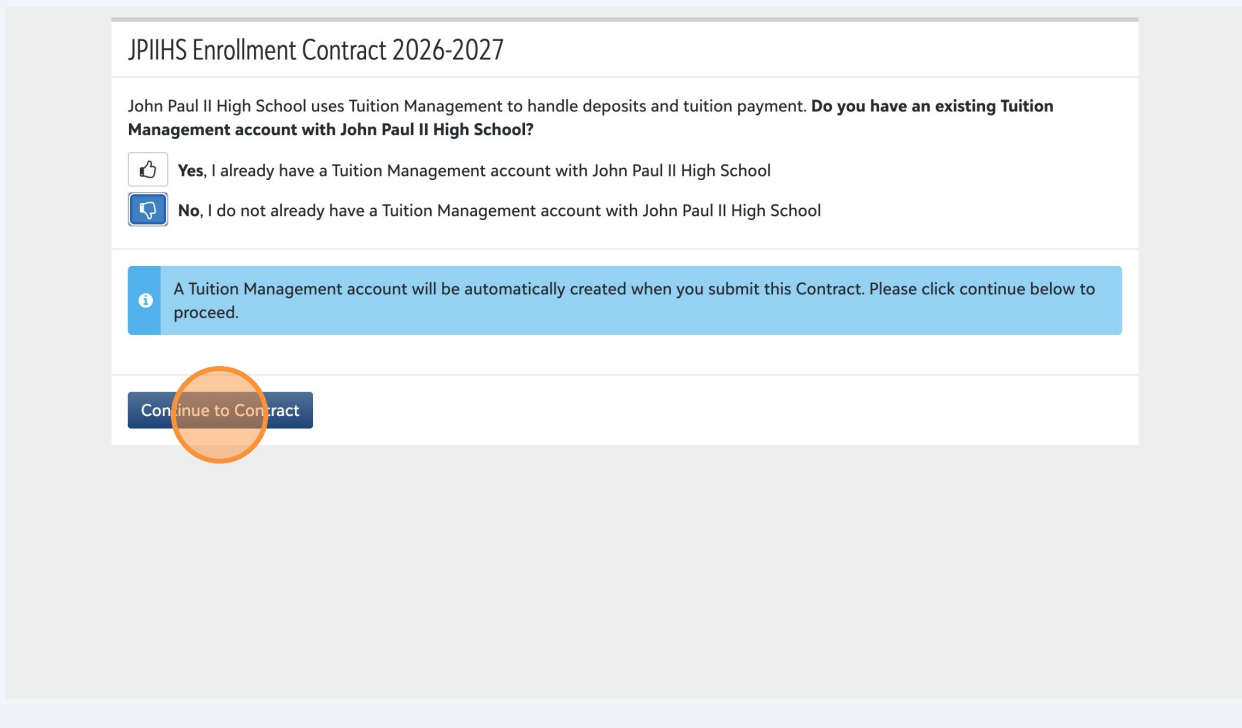 JPIIHS Enrollment Contract 2026-2027
John Paul II High School uses Tuition Management to handle deposits and tuition payment. Do you have an existing Tuition
Management account with John Paul II High School?
Yes, I already have a Tuition Management account with John Paul II High School
No, I do not already have a Tuition Management account with John Paul II High School
A Tuition Management account will be automatically created when you submit this Contract. Please click continue below to
proceed.
Continue to Contract